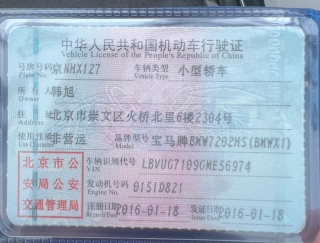 中华人民共和国机动车行驶证
Vehicle License of the People's Republic of China
号牌号码 京NHX127 车辆类型 小型轿车
Plate No. Vehicle Type
所有人 韩旭
Owner
住址 北京市崇文区火桥北里6楼2304号
Address
使用性质 非营运 品牌型号 宝马牌BMW7202MS(BMWX1)
Use Character Model
北京市公
安局公安
交通管理局
车辆识别代号 LBVUG7109GME56974
VIN
发动机号码 0151D821
Engine No.
注册日期 2016-01-18 发证日期 2016-01-18
Register Date Issue Date